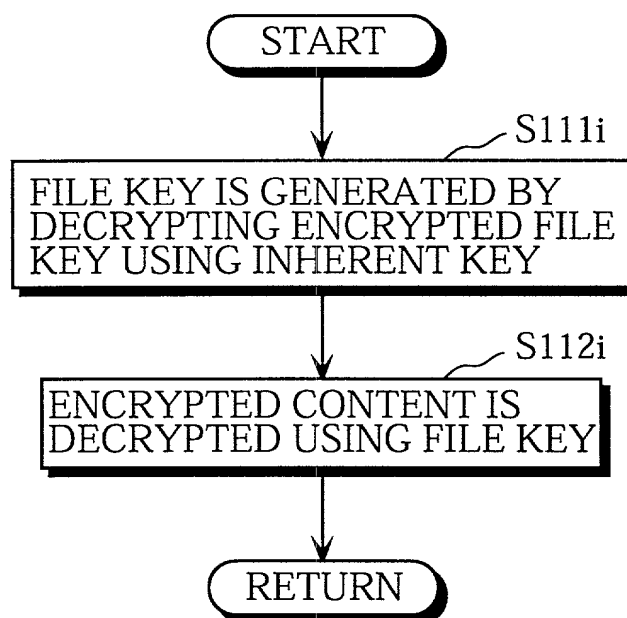 START
S111i
FILE KEY IS GENERATED BY
DECRYPTING ENCRYPTED FILE
KEY USING INHERENT KEY
S112i
ENCRYPTED CONTENT IS
DECRYPTED USING FILE KEY
RETURN